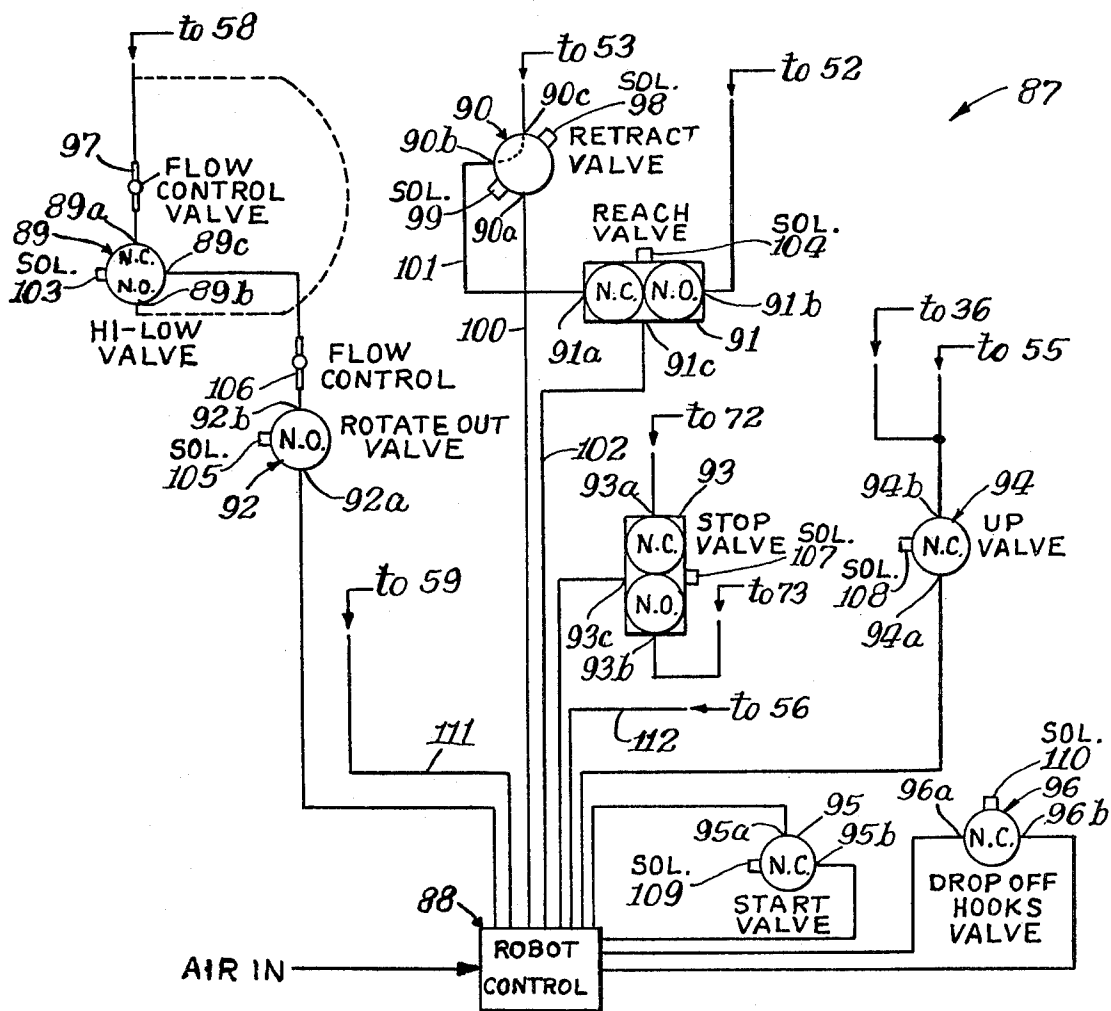 to 58
to 53
to 52
87
SOL.
98
90
90c
RETRACT
VALVE
90b
97
FLOW
CONTROL
VALVE
SOL.
99
90a
REACH
VALVE
SOL.
104
89a
89
N.C.
N.O.
89c
SOL.
103
89b
HI-LOW
VALVE
101
100
N.C.
N.O.
91a
91c
91
91b
to 36
to 55
FLOW
CONTROL
106
92b
ROTATE OUT
VALVE
SOL.
105
N.O.
92
92a
102
to 72
93a
93
STOP
VALVE
N.C.
N.O.
SOL.
107
to 73
93c
93b
94b
94
UP
VALVE
N.C.
SOL.
108
94a
to 59
111
to 56
112
SOL.
110
96a
96
96b
N.C.
DROP OFF
HOOKS
VALVE
95a
95
95b
N.C.
SOL.
109
START
VALVE
88
ROBOT
CONTROL
AIR IN